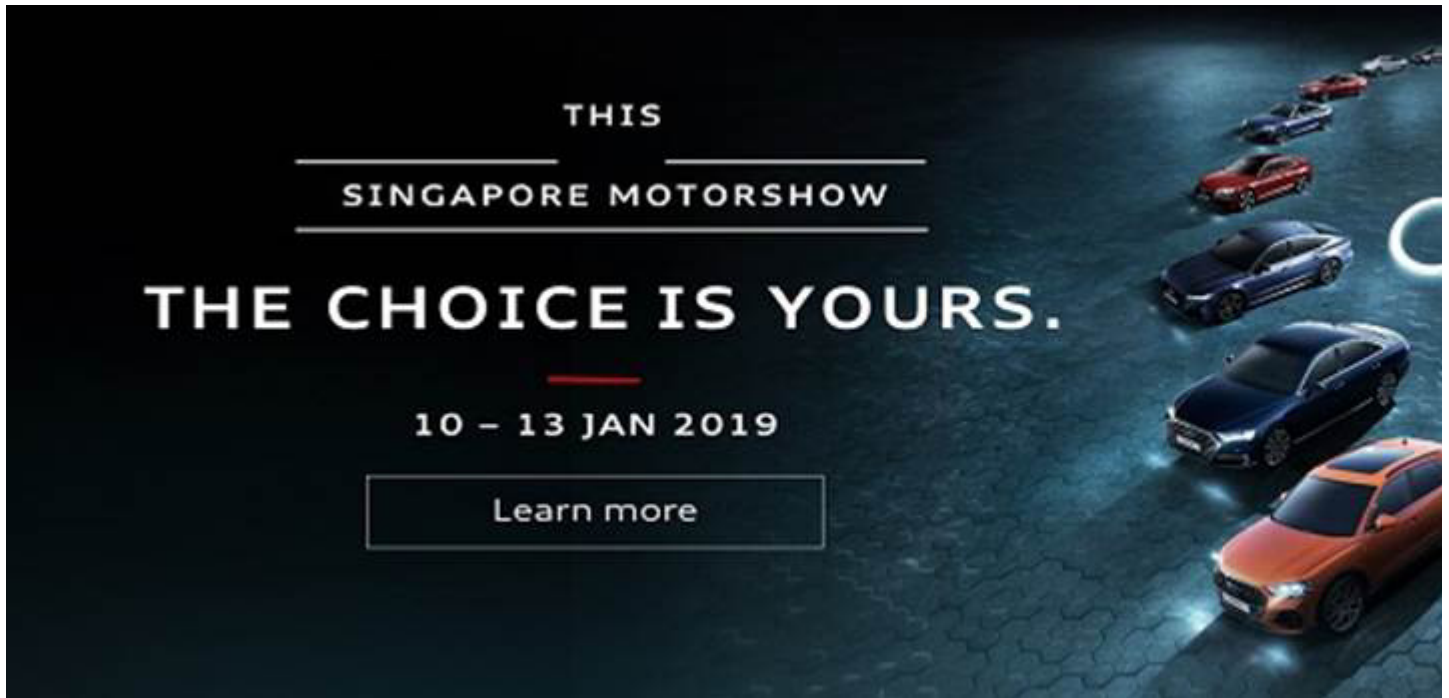 THIS
SINGAPORE MOTORSHOW
THE CHOICE IS YOURS.
10 – 13 JAN 2019
Learn more